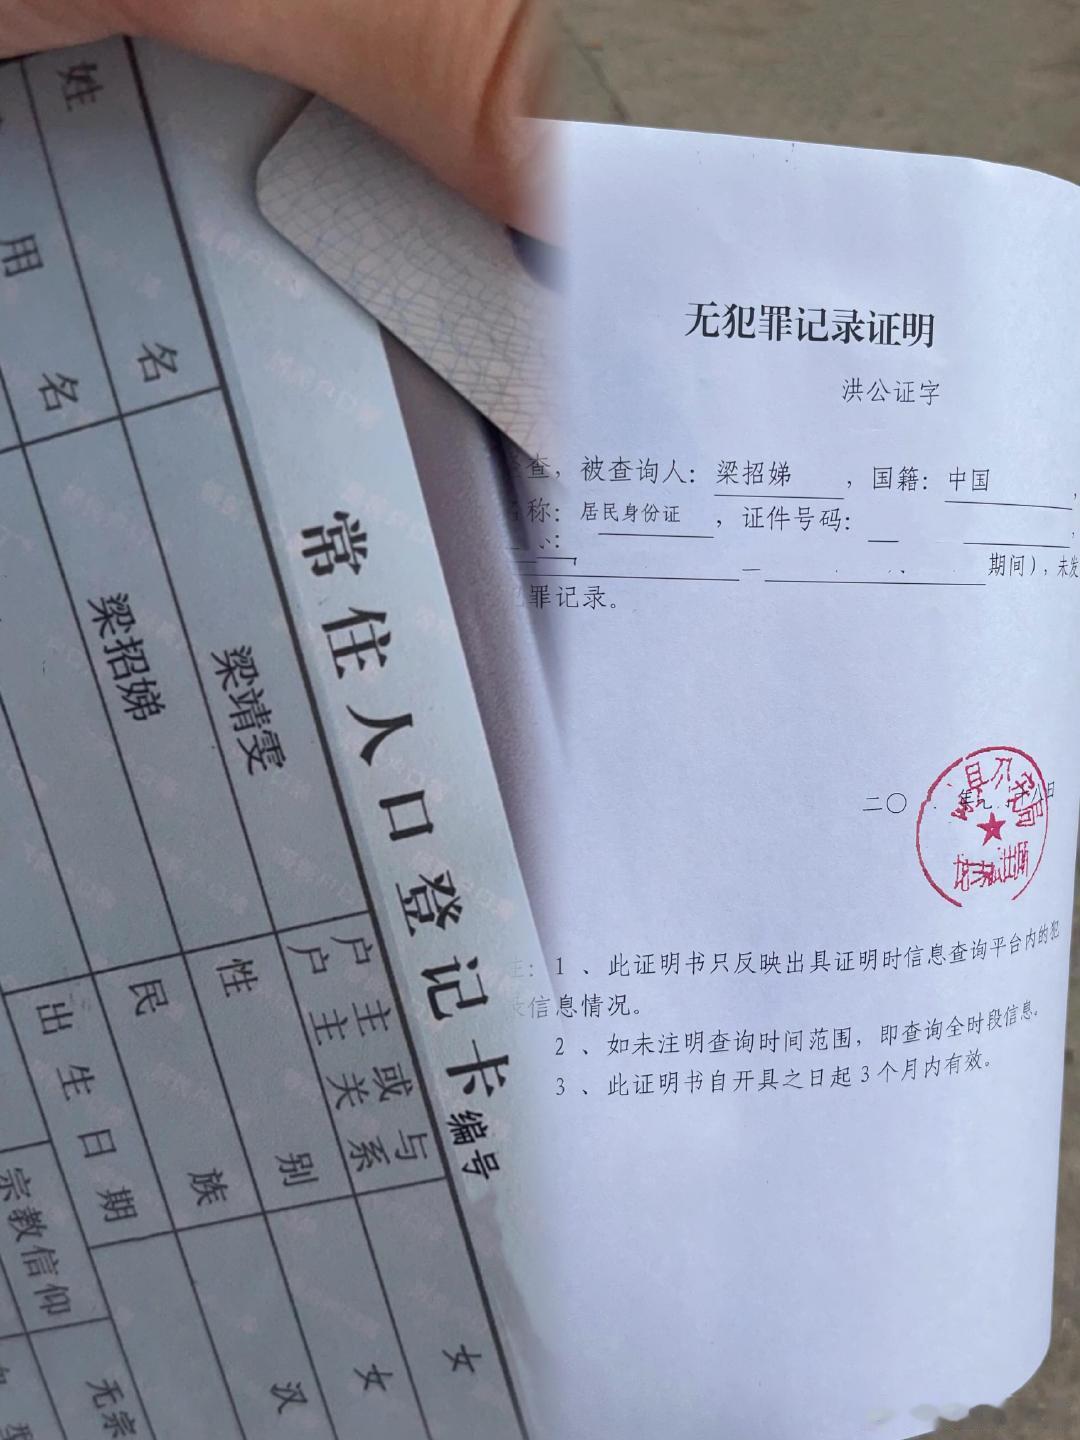 常住人口登记卡
编号
姓名
梁靖雯
户主或与
户主关系
女
用名
梁招娣
性别
女
民族
汉
出生日期
宗教信仰
无宗
无犯罪记录证明
洪公证字
查，被查询人：梁招娣，国籍：中国，
称：居民身份证，证件号码：
期间），未发
罪记录。
二〇
注：1、此证明书只反映出具证明时信息查询平台内的犯
信息情况。
2、如未注明查询时间范围，即查询全时段信息。
3、此证明书自开具之日起3个月内有效。